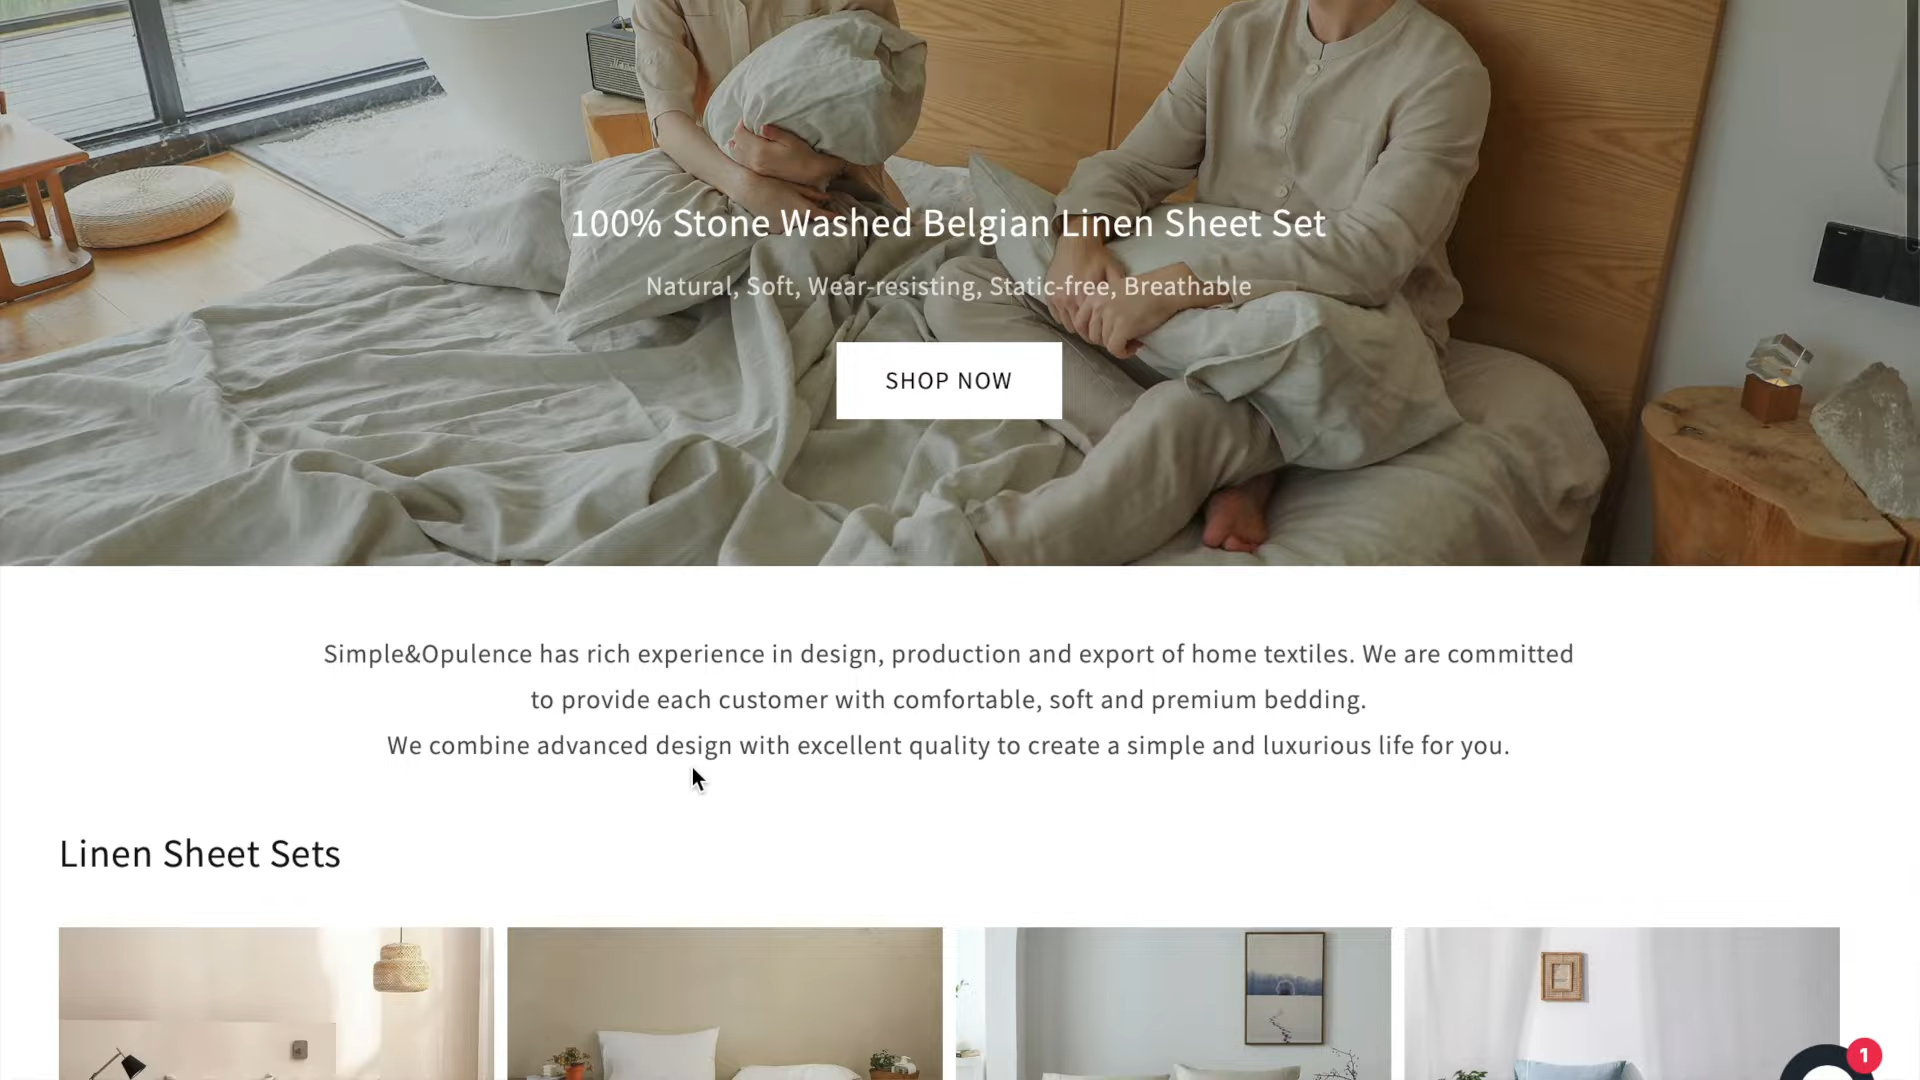 100% Stone Washed Belgian Linen Sheet Set
Natural, Soft, Wear-resisting, Static-free, Breathable
SHOP NOW
Simple&Opulence has rich experience in design, production and export of home textiles. We are committed
to provide each customer with comfortable, soft and premium bedding.
We combine advanced design with excellent quality to create a simple and luxurious life for you.
Linen Sheet Sets
1